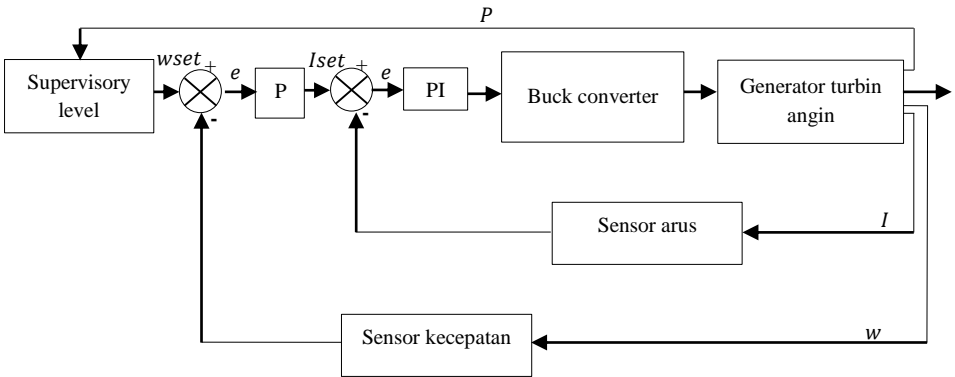 P
wset
+
Iset
+
Supervisory
level
e
P
e
PI
Buck converter
Generator turbin
angin
-
-
Sensor arus
I
Sensor kecepatan
w